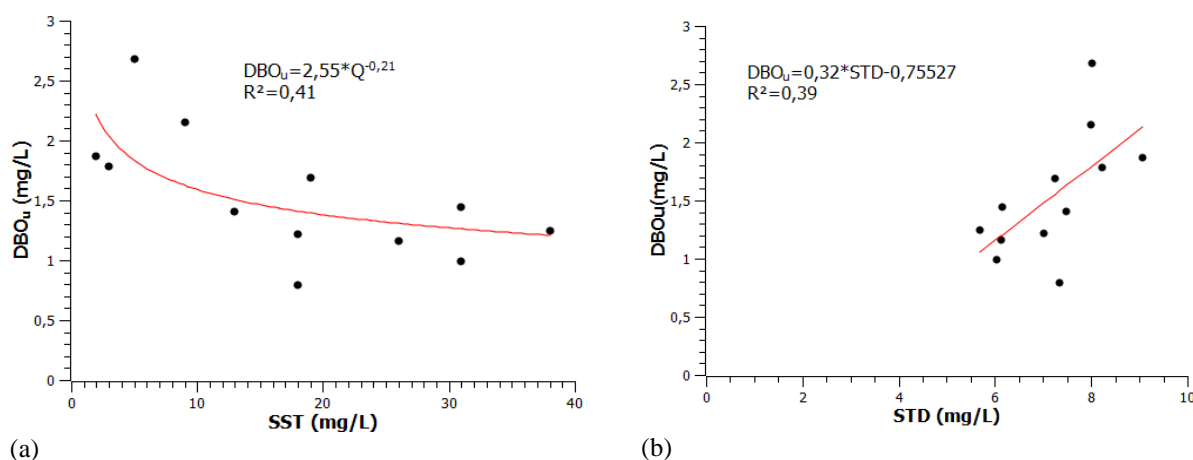 3
2,5
2
1,5
1
0,5
0
DBOᵤ (mg/L)
DBOᵤ=2,55*Q⁻⁰,²¹
R²=0,41
0
10
20
30
40
SST (mg/L)
(a)
3
2,5
2
1,5
1
0,5
0
DBOu(mg/L)
DBOᵤ=0,32*STD-0,75527
R²=0,39
0
2
4
6
8
10
STD (mg/L)
(b)